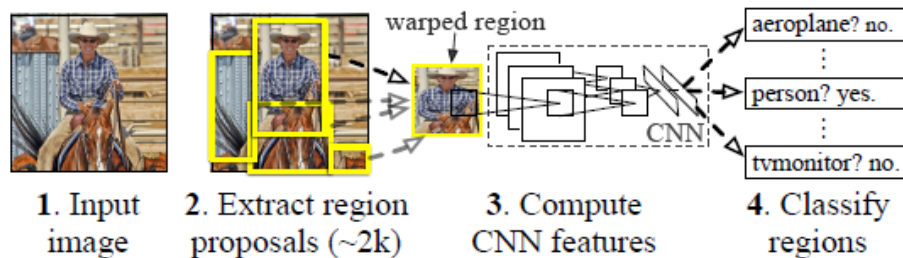 warped region
aeroplane? no.
person? yes.
CNN
tvmonitor? no.
1. Input
image
2. Extract region
proposals (~2k)
3. Compute
CNN features
4. Classify
regions